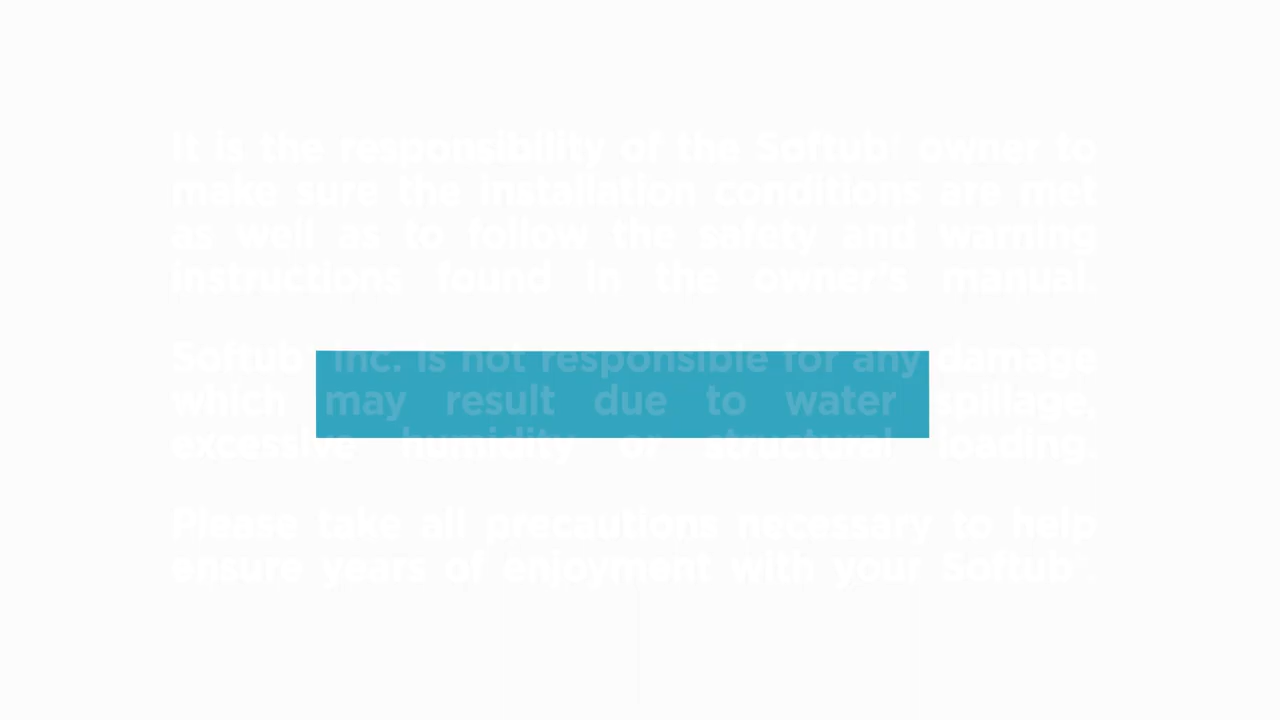 It is the responsibility of the Softub® owner to
make sure the installation conditions are met
as well as to follow the safety and warning
instructions found in the owner's manual.
Softub Inc. is not responsible for any damage
which may result due to water spillage,
excessive humidity or structural loading.
Please take all precautions necessary to help
ensure years of enjoyment with your Softub®.